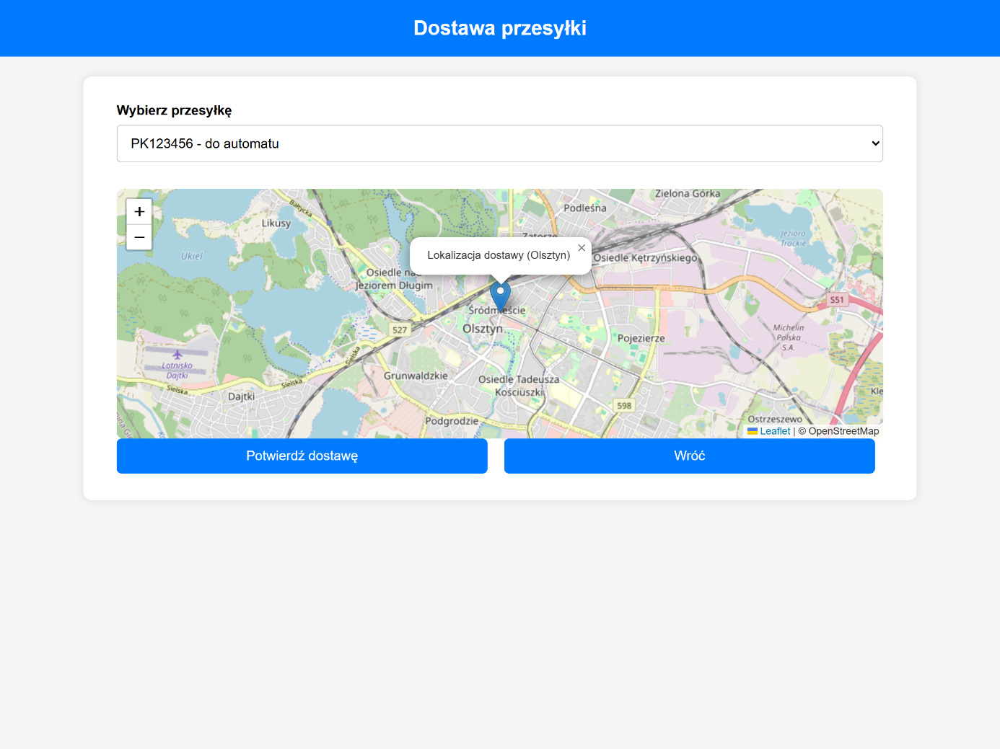 Dostawa przesyłki
Wybierz przesyłkę
PK123456 - do automatu
+
−
Zielona Górka
Bałtycka
Podleśna
Likusy
Jezioro
Trackie
Zatorze
Ukiel
Lokalizacja dostawy (Olsztyn)
×
Osiedle Kętrzyńskiego
Osiedle nad
Jeziorem Długim
S51
Śródmieście
Olsztyn
527
Michelin
Polska
S.A.
Pojezierze
Sielska
Lotnisko
Dajtki
Grunwaldzkie
Osiedle Tadeusza
Kościuszki
Sielska
Sielska
Dajtki
Kle
598
Podgrodzie
Ostrzeszewo
Leaflet | © OpenStreetMap
Potwierdź dostawę
Wróć